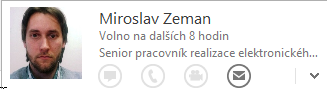 Miroslav Zeman
Volno na dalších 8 hodin
Senior pracovník realizace elektronickéh...